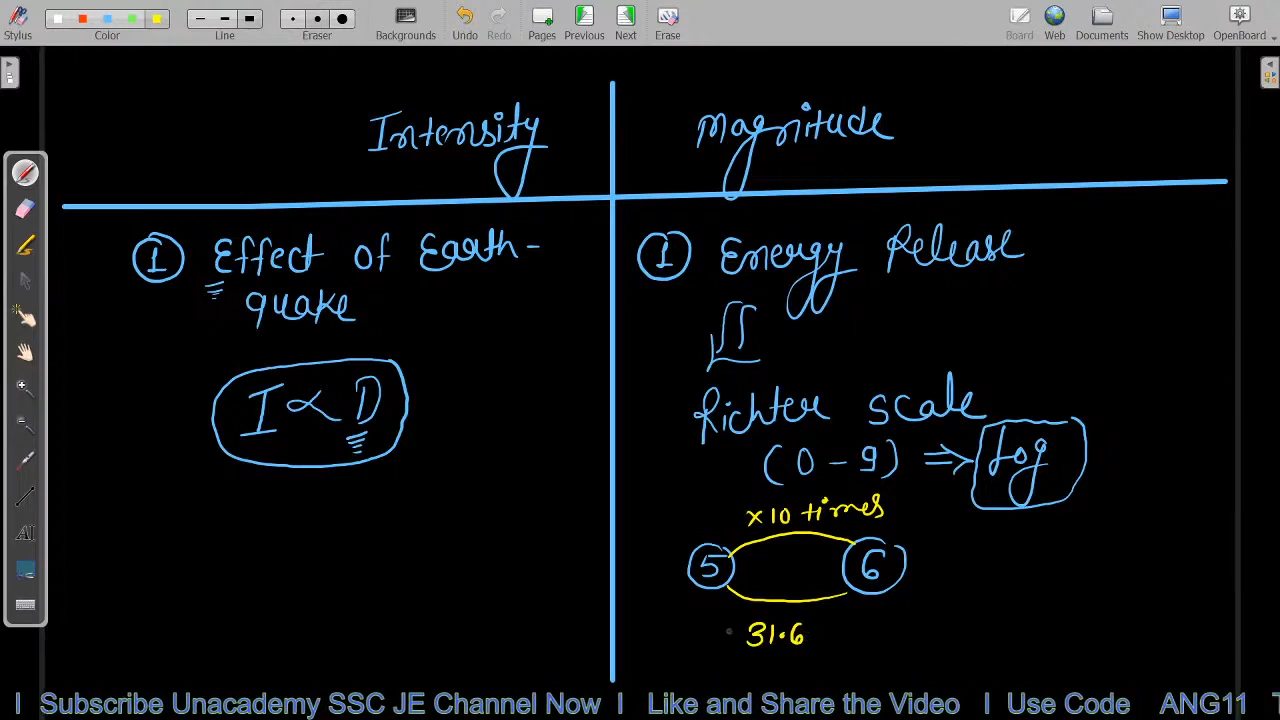 Stylus
Color
Line
Eraser
Backgrounds
Undo
Redo
Pages
Previous
Next
Erase
Board
Web
Documents
Show Desktop
OpenBoard
Intensity
Magnitude
1 Effect of Earth-
quake
I ∝ D
1 Energy Release
Richter scale
(0 - 9) ⇒ Log
×10 times
5 6
31.6
I Subscribe Unacademy SSC JE Channel Now I Like and Share the Video I Use Code ANG11